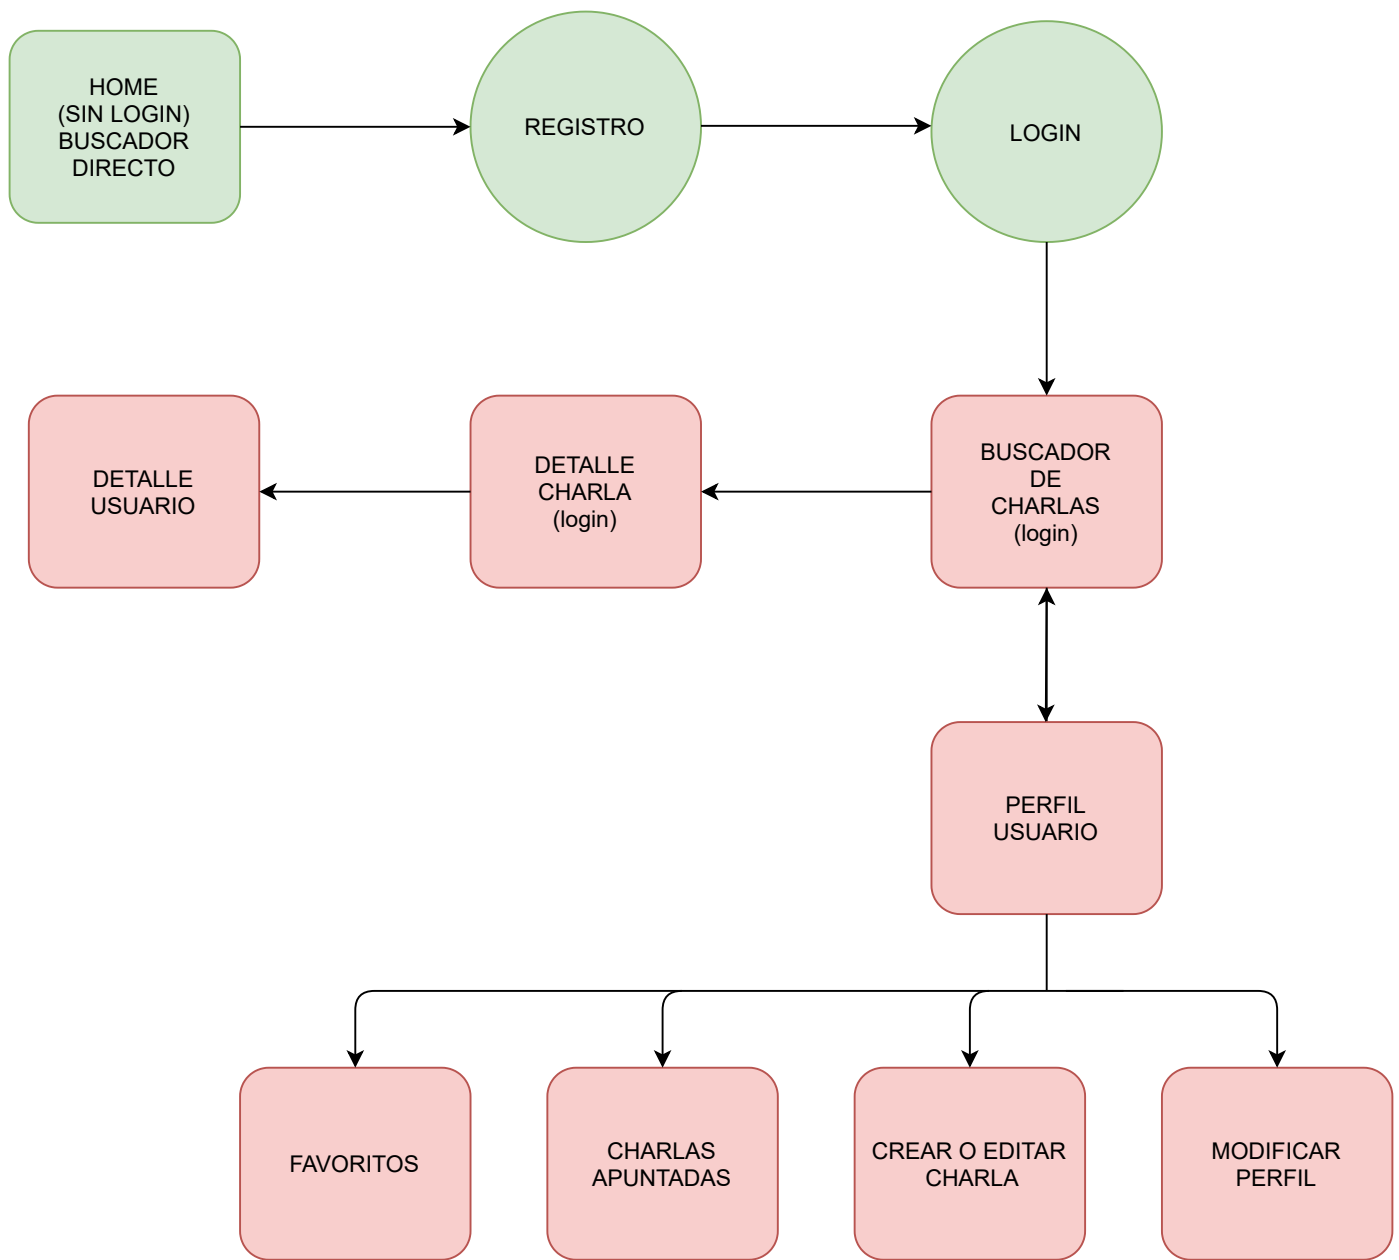 HOME
(SIN LOGIN)
BUSCADOR
DIRECTO
REGISTRO
LOGIN
DETALLE
USUARIO
DETALLE
CHARLA
(login)
BUSCADOR
DE
CHARLAS
(login)
PERFIL
USUARIO
FAVORITOS
CHARLAS
APUNTADAS
CREAR O EDITAR
CHARLA
MODIFICAR
PERFIL